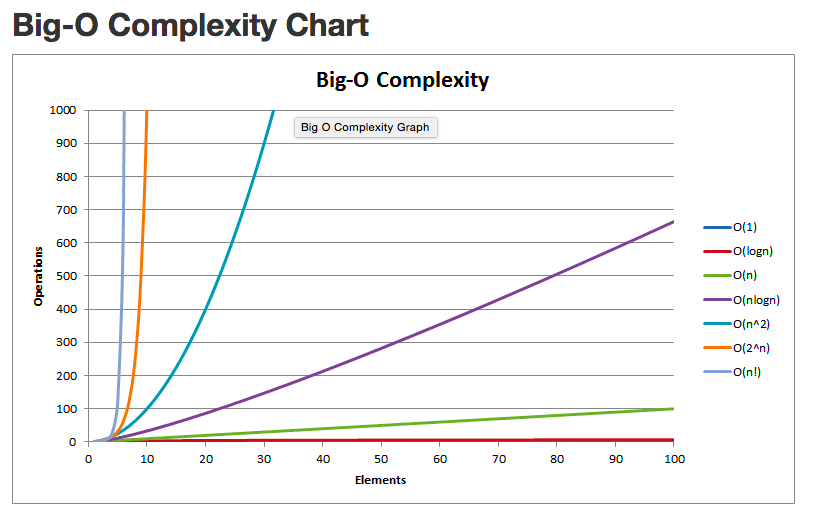 Big-O Complexity Chart
Big-O Complexity
Big O Complexity Graph
1000
900
800
700
600
500
400
300
200
100
0
Operations
0 10 20 30 40 50 60 70 80 90 100
Elements
O(1)
O(logn)
O(n)
O(nlogn)
O(n^2)
O(2^n)
O(n!)